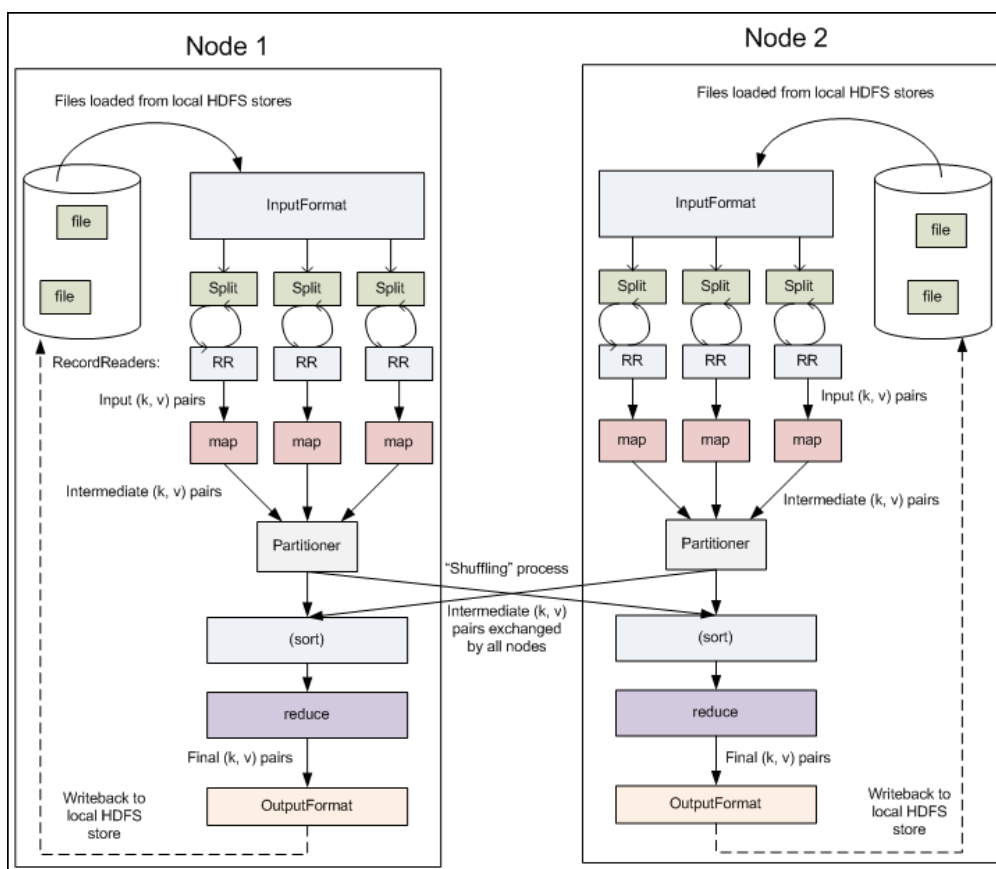 Node 1
Files loaded from local HDFS stores
InputFormat
file
file
Split
Split
Split
RecordReaders:
RR
RR
RR
Input (k, v) pairs
map
map
map
Intermediate (k, v) pairs
Partitioner
(sort)
reduce
Final (k, v) pairs
OutputFormat
Writeback to
local HDFS
store
"Shuffling" process
Intermediate (k, v)
pairs exchanged
by all nodes
Node 2
Files loaded from local HDFS stores
InputFormat
file
file
Split
Split
Split
RR
RR
RR
Input (k, v) pairs
map
map
map
Intermediate (k, v) pairs
Partitioner
(sort)
reduce
Final (k, v) pairs
OutputFormat
Writeback to
local HDFS
store